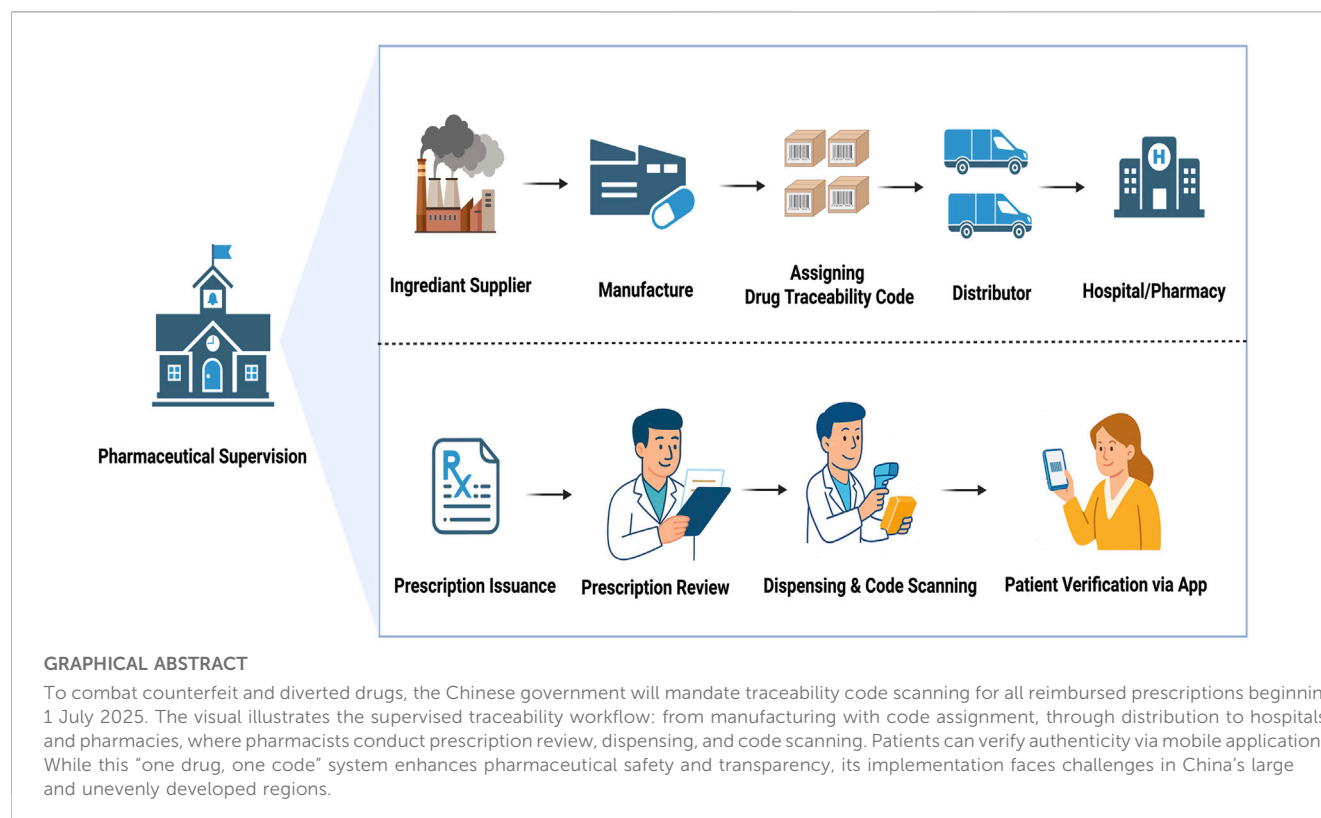 Ingrediant Supplier
Manufacture
Assigning
Drug Traceability Code
Distributor
Hospital/Pharmacy
H
Pharmaceutical Supervision
Rx
Prescription Issuance
Prescription Review
Dispensing & Code Scanning
Patient Verification via App
GRAPHICAL ABSTRACT
To combat counterfeit and diverted drugs, the Chinese government will mandate traceability code scanning for all reimbursed prescriptions beginnin
1 July 2025. The visual illustrates the supervised traceability workflow: from manufacturing with code assignment, through distribution to hospitals
and pharmacies, where pharmacists conduct prescription review, dispensing, and code scanning. Patients can verify authenticity via mobile application
While this “one drug, one code” system enhances pharmaceutical safety and transparency, its implementation faces challenges in China’s large
and unevenly developed regions.